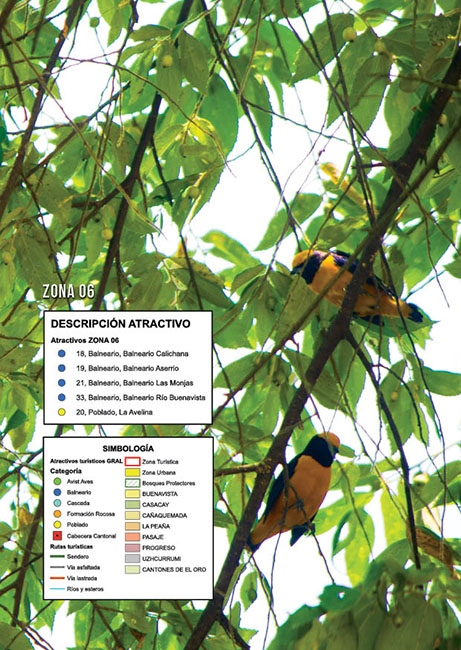 ZONA 06
DESCRIPCIÓN ATRACTIVO
Atractivos ZONA 06
18, Balneario, Balneario Calichana
19, Balneario, Balneario Aserrio
21, Balneario, Balneario Las Monjas
33, Balneario, Balneario Río Buenavista
20, Poblado, La Avelina
SIMBOLOGÍA
Atractivos turísticos GRAL
Categoría
Avist Aves
Balneario
Cascada
Formación Rocosa
Poblado
Cabecera Cantonal
Rutas turísticas
Sendero
Vía asfaltada
Vía lastrada
Ríos y esteros
Zona Turística
Zona Urbana
Bosques Protectores
BUENAVISTA
CASACAY
CAÑAQUEMADA
LA PEAÑA
PASAJE
PROGRESO
UZHCURRUMI
CANTONES DE EL ORO